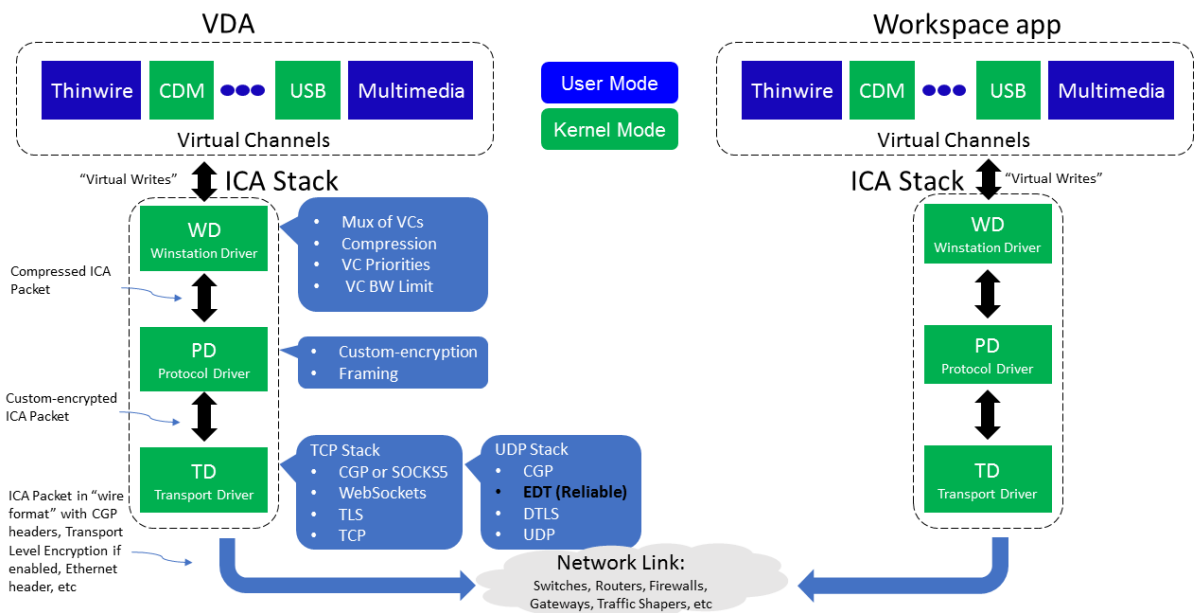 VDA
Thinwire
CDM
USB
Multimedia
Virtual Channels
User Mode
Kernel Mode
Workspace app
Thinwire
CDM
USB
Multimedia
Virtual Channels
“Virtual Writes”
ICA Stack
WD
Winstation Driver
• Mux of VCs
• Compression
• VC Priorities
• VC BW Limit
Compressed ICA
Packet
PD
Protocol Driver
• Custom-encryption
• Framing
Custom-encrypted
ICA Packet
TD
Transport Driver
TCP Stack
• CGP or SOCKS5
• WebSockets
• TLS
• TCP
UDP Stack
• CGP
• EDT (Reliable)
• DTLS
• UDP
ICA Packet in “wire
format” with CGP
headers, Transport
Level Encryption if
enabled, Ethernet
header, etc
Network Link:
Switches, Routers, Firewalls,
Gateways, Traffic Shapers, etc
ICA Stack
“Virtual Writes”
WD
Winstation Driver
PD
Protocol Driver
TD
Transport Driver